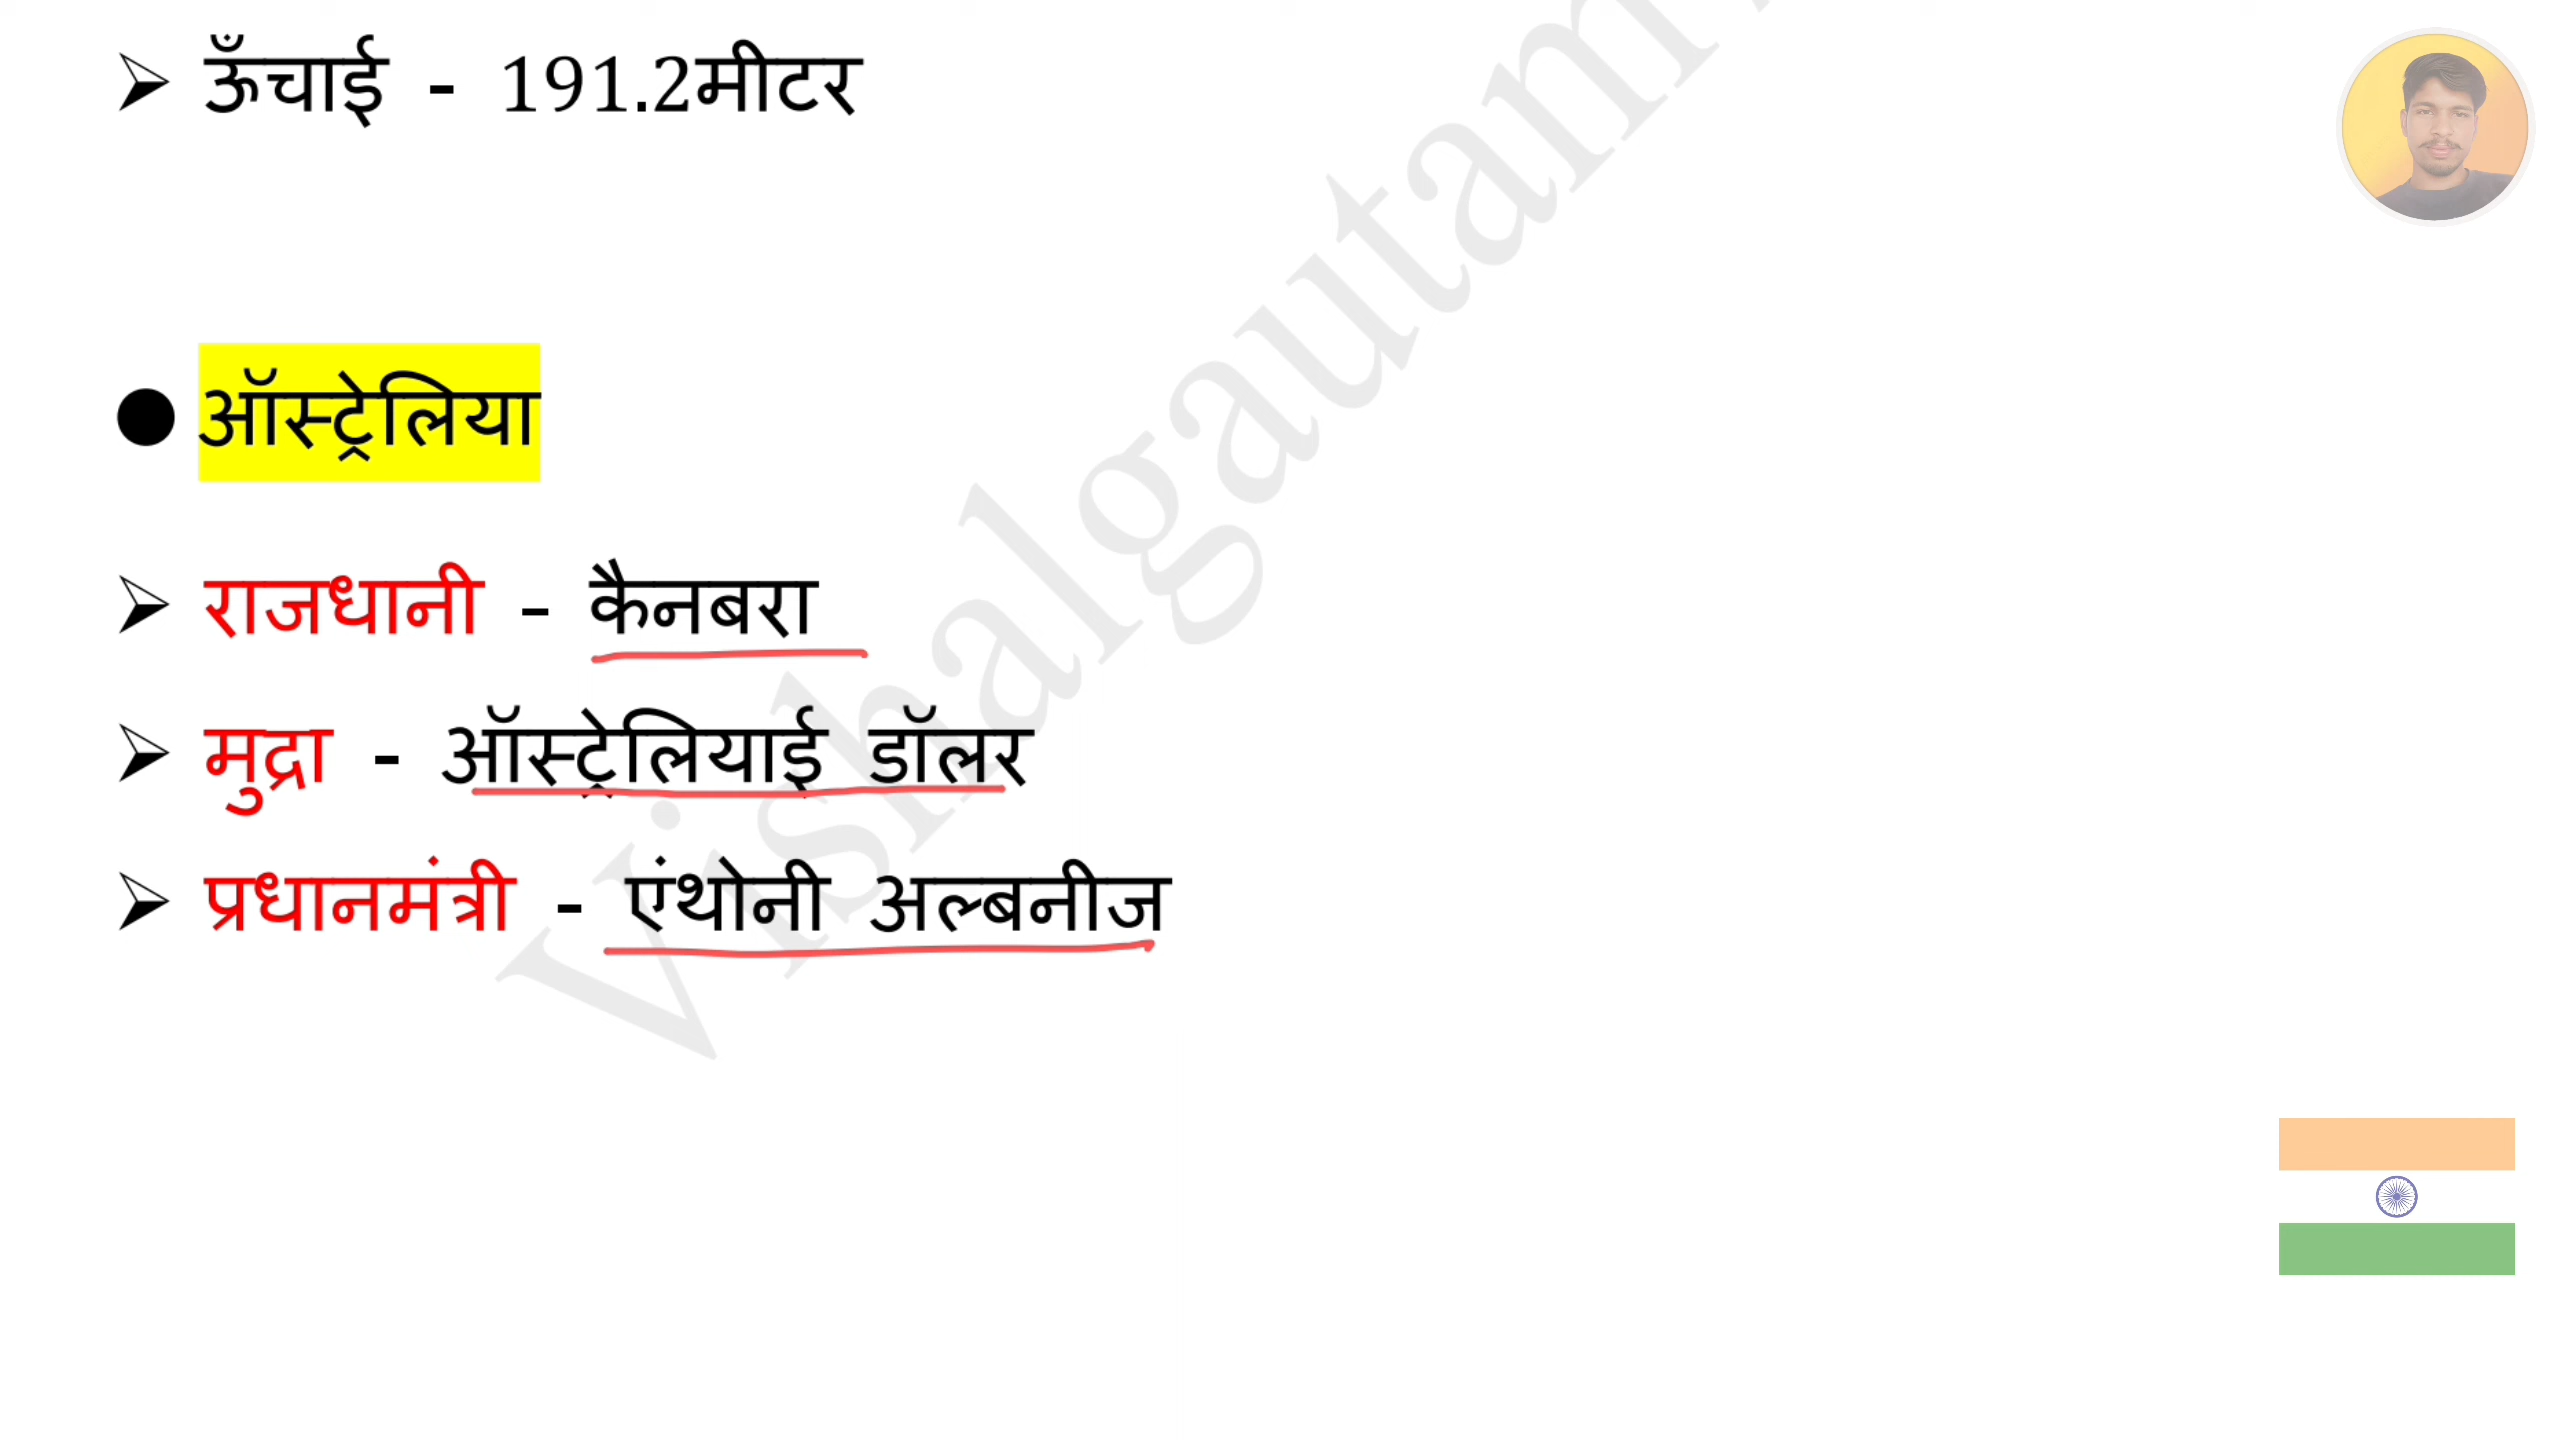 ➢ ऊँचाई - 191.2मीटर
● ऑस्ट्रेलिया
➢ राजधानी - कैनबरा
➢ मुद्रा - ऑस्ट्रेलियाई डॉलर
➢ प्रधानमंत्री - एंथोनी अल्बनीज
Vishalgautam